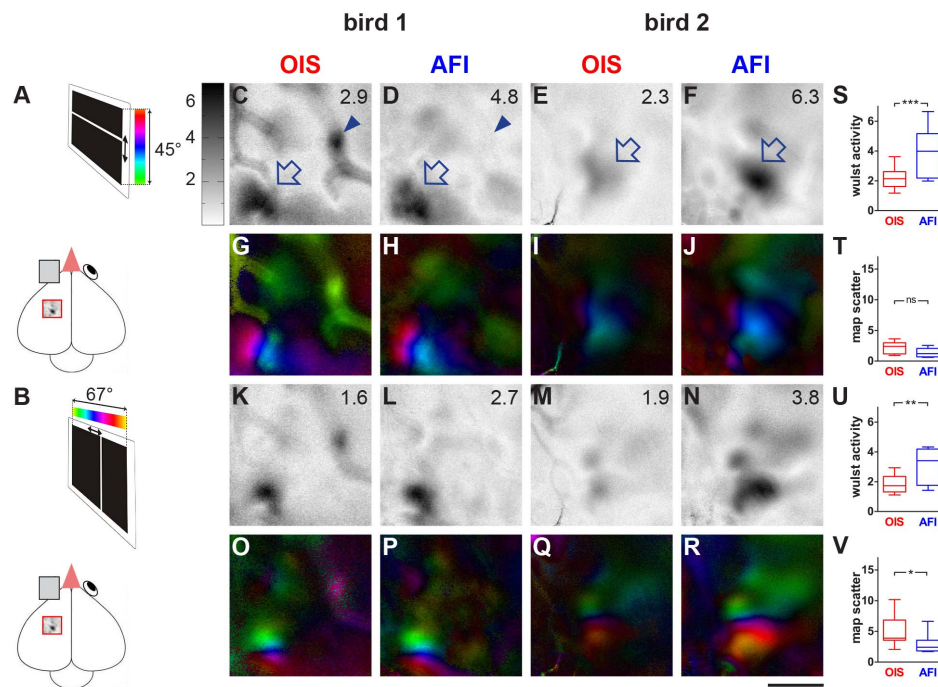 bird 1 bird 2
OIS AFI OIS AFI
A 45°
6 4 2
C 2.9 D 4.8 E 2.3 F 6.3
S wulst activity 6 4 2 0 *** OIS AFI
G H I J
T map scatter 15 10 5 0 ns OIS AFI
B 67°
K 1.6 L 2.7 M 1.9 N 3.8
U wulst activity 6 4 2 0 ** OIS AFI
O P Q R
V map scatter 15 10 5 0 * OIS AFI